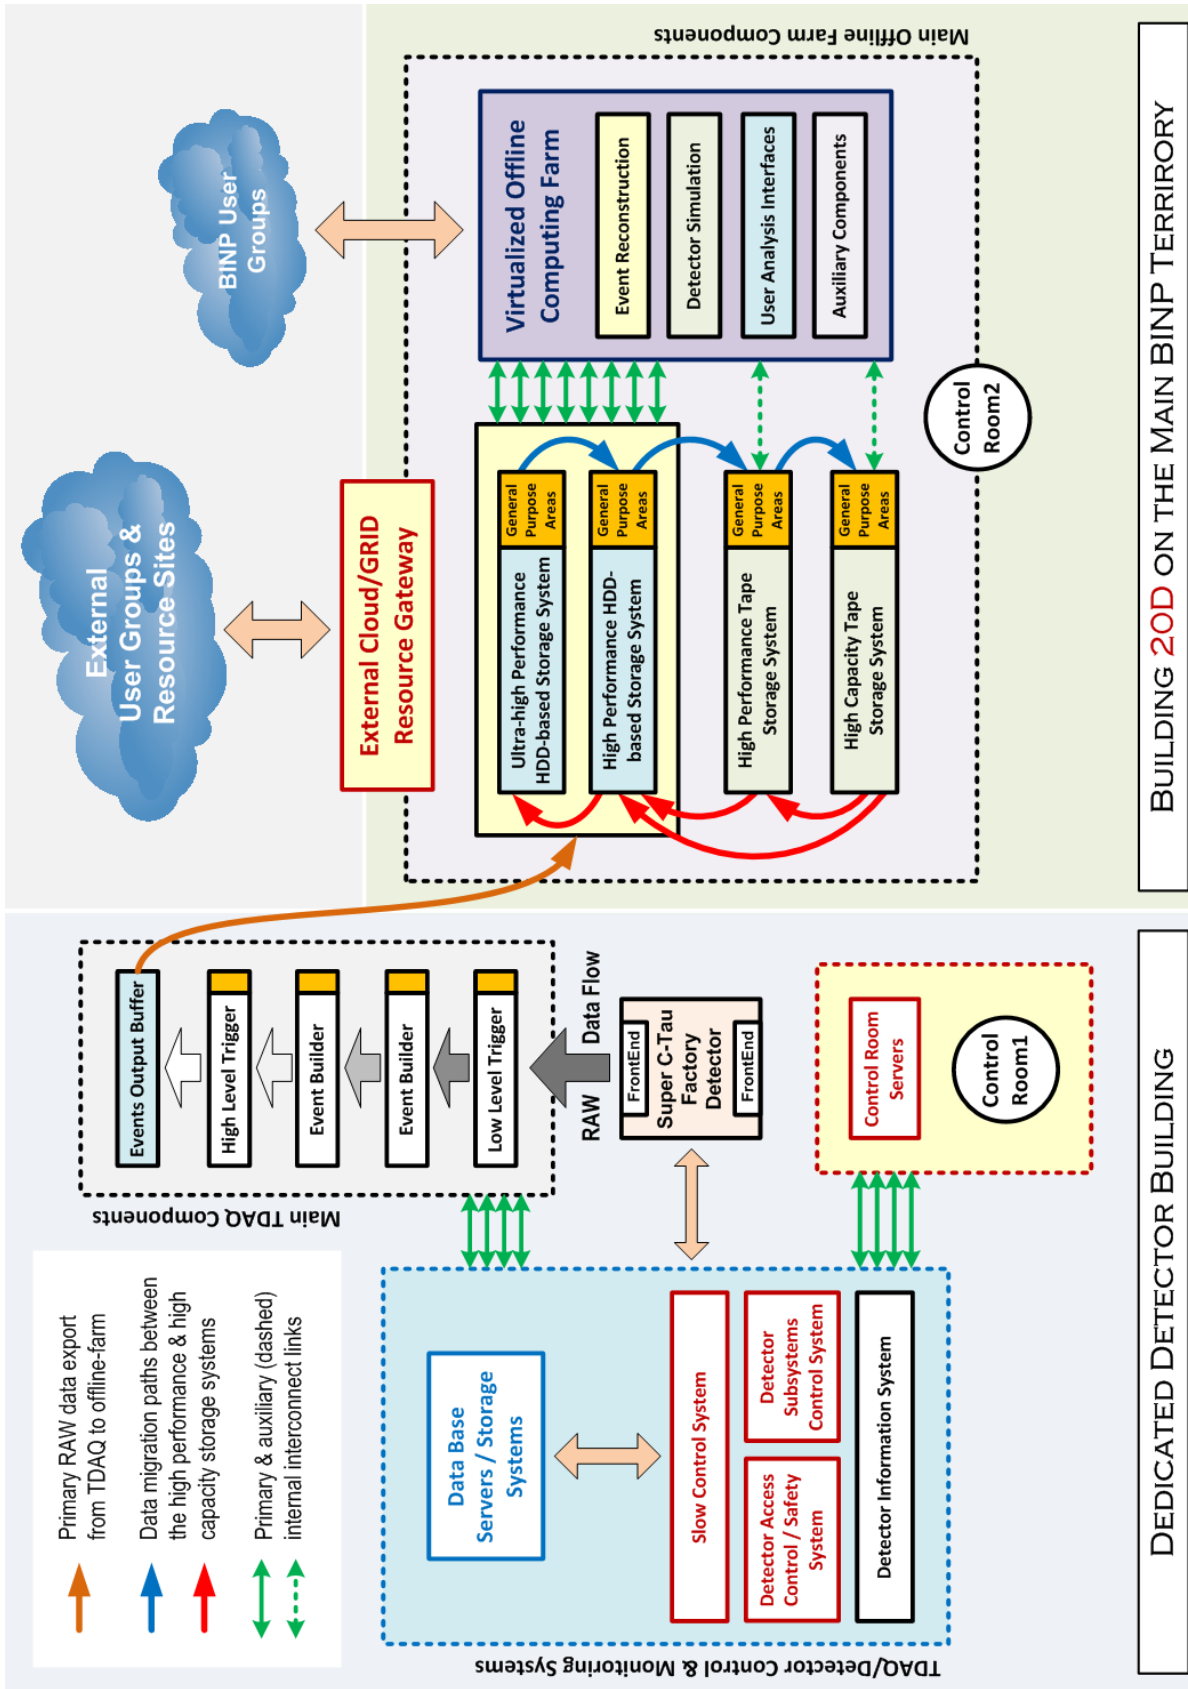 Primary RAW data export
from TDAQ to offline-farm
Data migration paths between
the high performance & high
capacity storage systems
Primary & auxiliary (dashed)
internal interconnect links
Main TDAQ Components
Events Output Buffer
High Level Trigger
Event Builder
Event Builder
Low Level Trigger
RAW Data Flow
FrontEnd
Super C-Tau
Factory
Detector
FrontEnd
TDAQ/Detector Control & Monitoring Systems
Data Base
Servers / Storage
Systems
Slow Control System
Detector Access
Control / Safety
System
Detector
Subsystems
Control System
Detector Information System
Control Room
Servers
Control
Room1
DEDICATED DETECTOR BUILDING
External
User Groups &
Resource Sites
BINP User
Groups
External Cloud/GRID
Resource Gateway
Main Offline Farm Components
Ultra-high Performance
HDD-based Storage System
General
Purpose
Areas
High Performance HDD-
based Storage System
General
Purpose
Areas
High Performance Tape
Storage System
General
Purpose
Areas
High Capacity Tape
Storage System
General
Purpose
Areas
Virtualized Offline
Computing Farm
Event Reconstruction
Detector Simulation
User Analysis Interfaces
Auxiliary Components
Control
Room2
BUILDING 20D ON THE MAIN BINP TERRIRORY